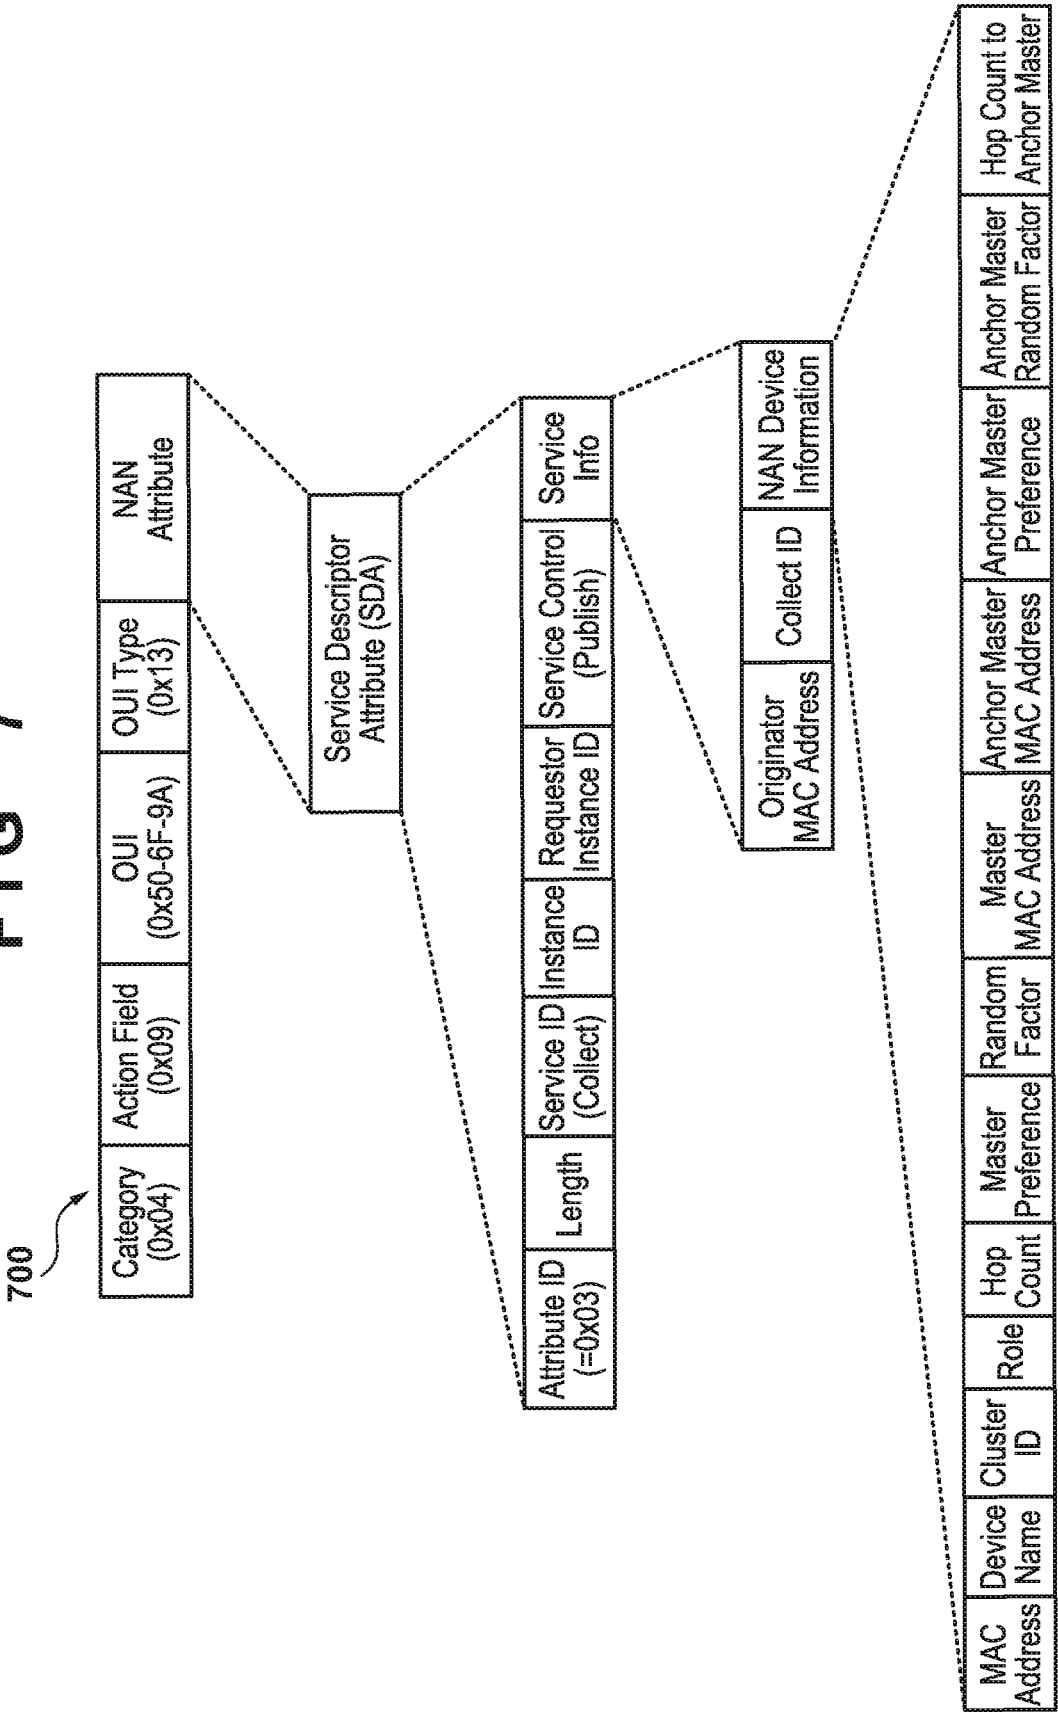 FIG 7
700
Category
(0x04)
Action Field
(0x09)
OUI
(0x50-6F-9A)
OUI Type
(0x13)
NAN
Attribute
Service Descriptor
Attribute (SDA)
Attribute ID
(=0x03)
Length
Service ID
(Collect)
Instance
ID
Requestor
Instance ID
Service Control
(Publish)
Service
Info
Originator
MAC Address
Collect ID
NAN Device
Information
MAC
Address
Device
Name
Cluster
ID
Role
Hop
Count
Master
Preference
Random
Factor
Master
MAC Address
Anchor Master
MAC Address
Anchor Master
Preference
Anchor Master
Random Factor
Hop Count to
Anchor Master